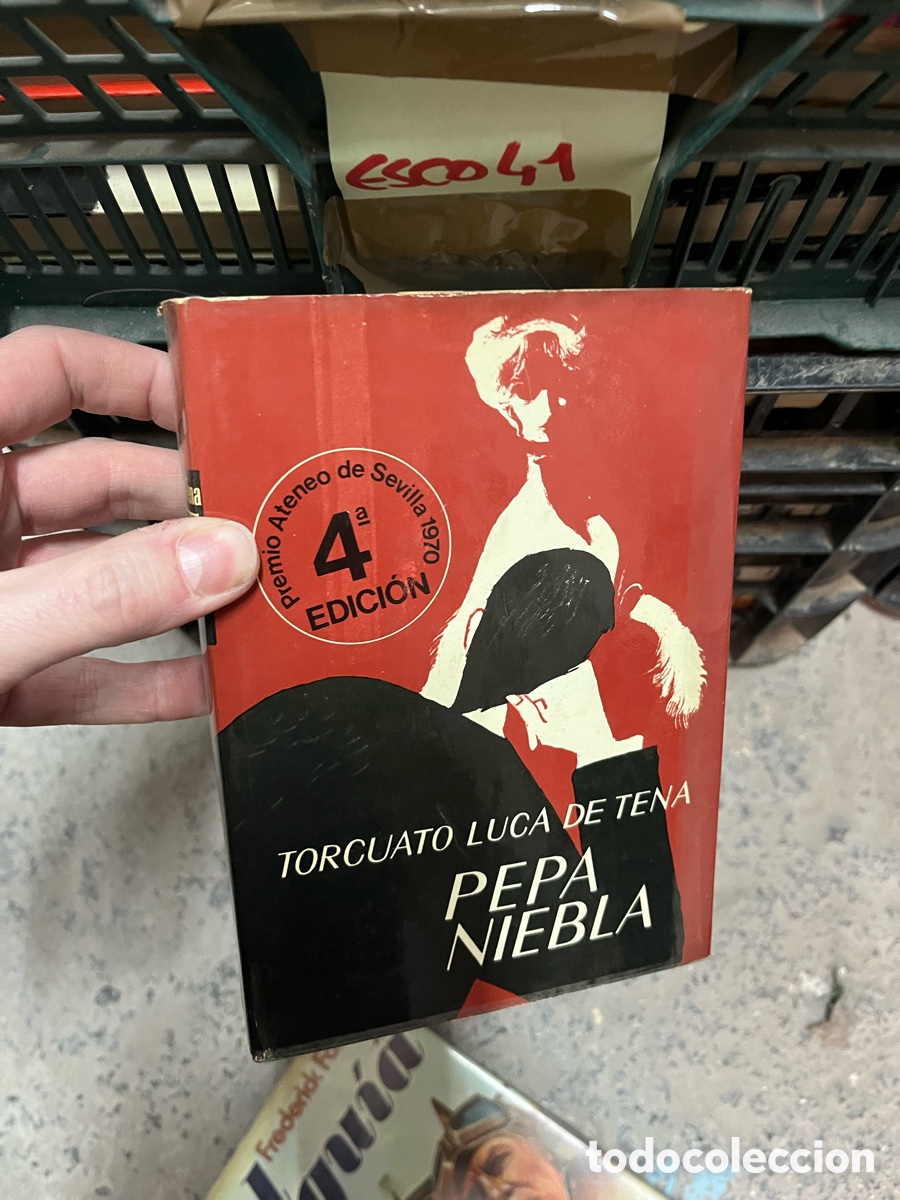 esco41
Premio Ateneo de Sevilla 1970
4ª
EDICIÓN
TORCUATO LUCA DE TENA
PEPA
NIEBLA
Frederick
todocoleccion